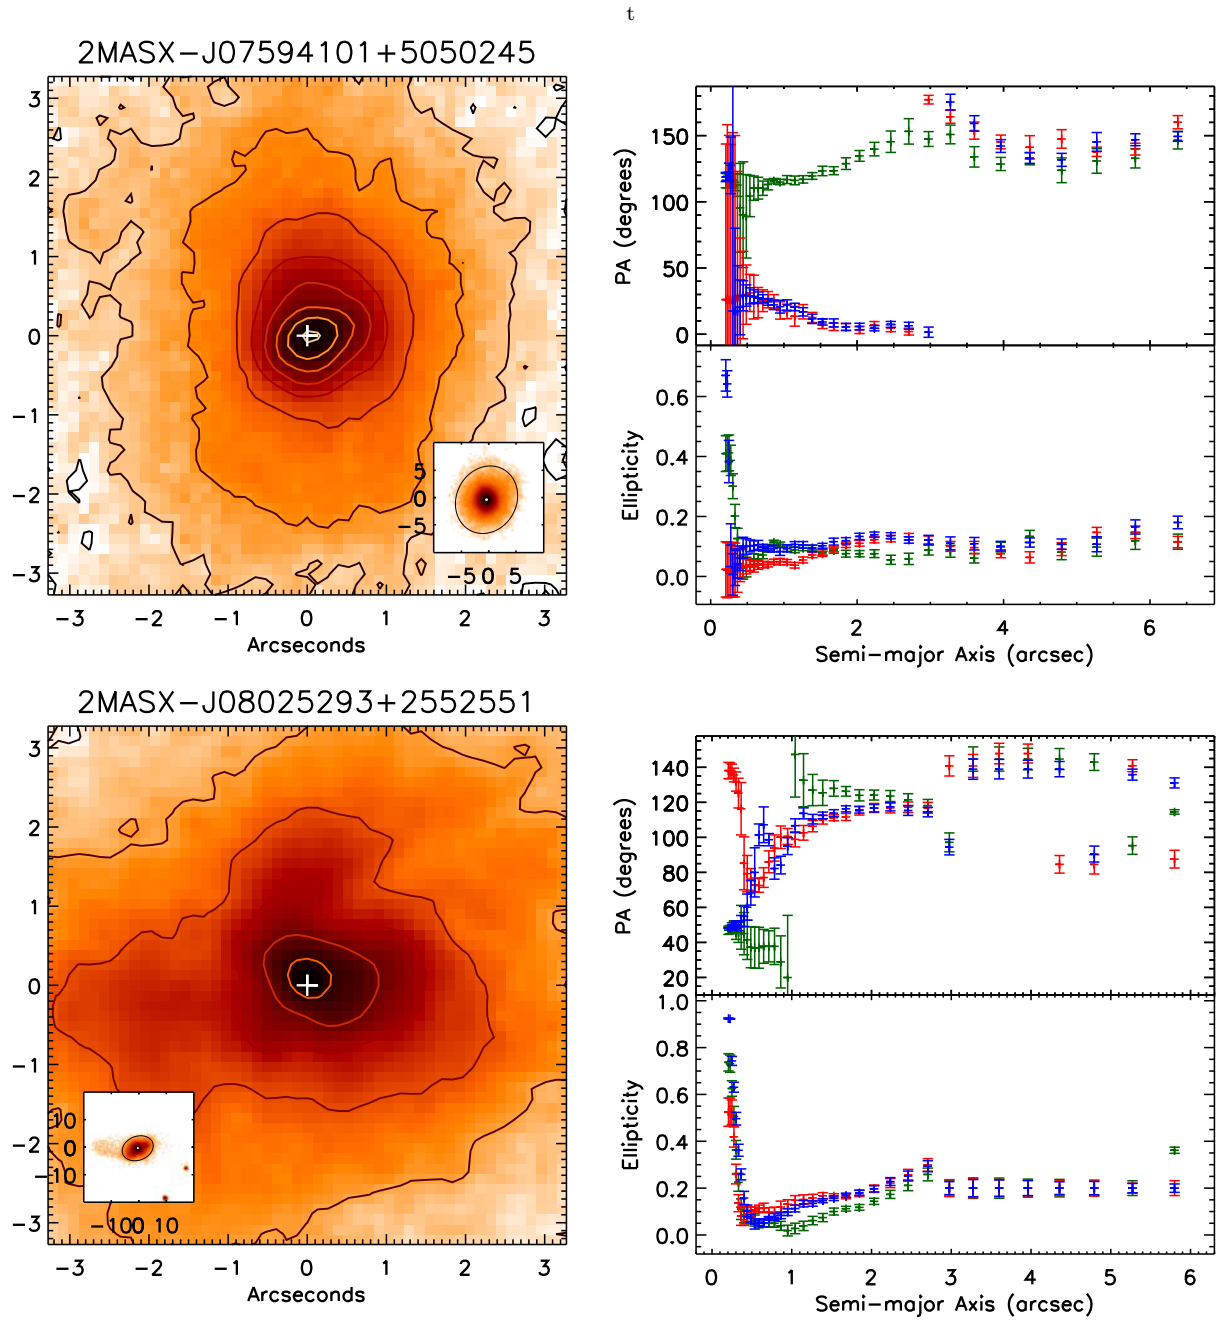 t
2MASX-J07594101+5050245
3
2
1
0
-1
-2
-3
5
0
-5
-5 0 5
-3 -2 -1 0 1 2 3
Arcseconds
150
100
50
0
PA (degrees)
0.6
0.4
0.2
0.0
Ellipticity
0 2 4 6
Semi-major Axis (arcsec)
2MASX-J08025293+2552551
3
2
1
0
-1
-2
-3
10
0
-10
-10 0 10
-3 -2 -1 0 1 2 3
Arcseconds
140
120
100
80
60
40
20
PA (degrees)
1.0
0.8
0.6
0.4
0.2
0.0
Ellipticity
0 1 2 3 4 5 6
Semi-major Axis (arcsec)